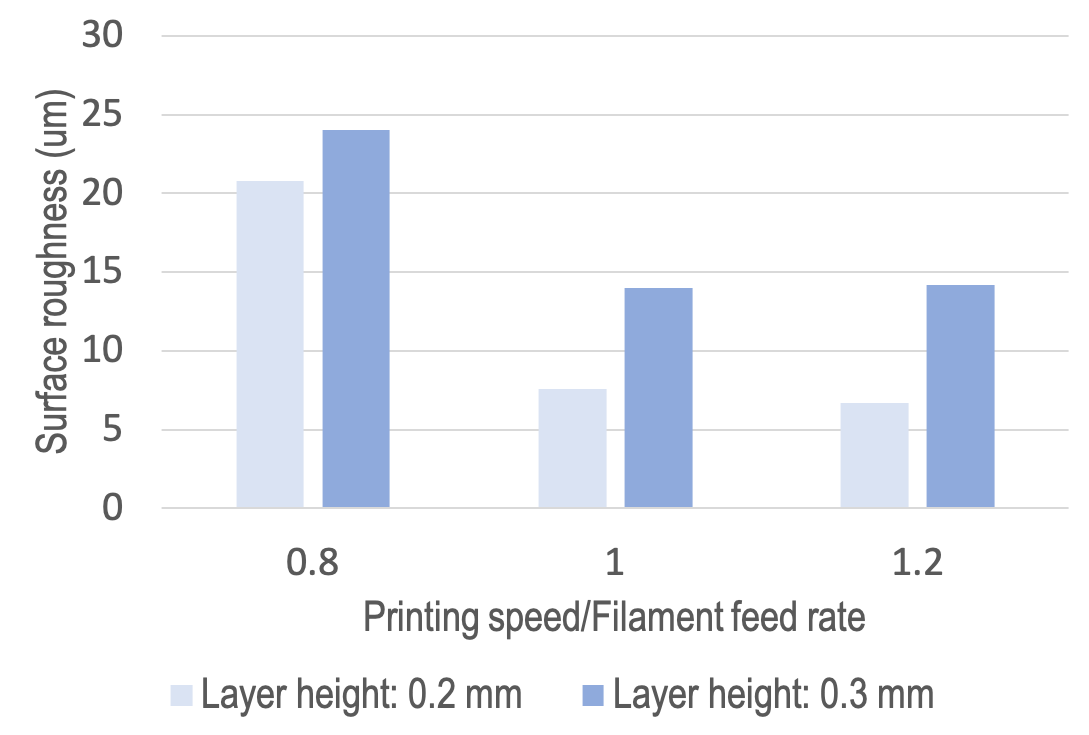 30
25
20
15
10
5
0
Surface roughness (um)
0.8 1 1.2
Printing speed/Filament feed rate
Layer height: 0.2 mm Layer height: 0.3 mm